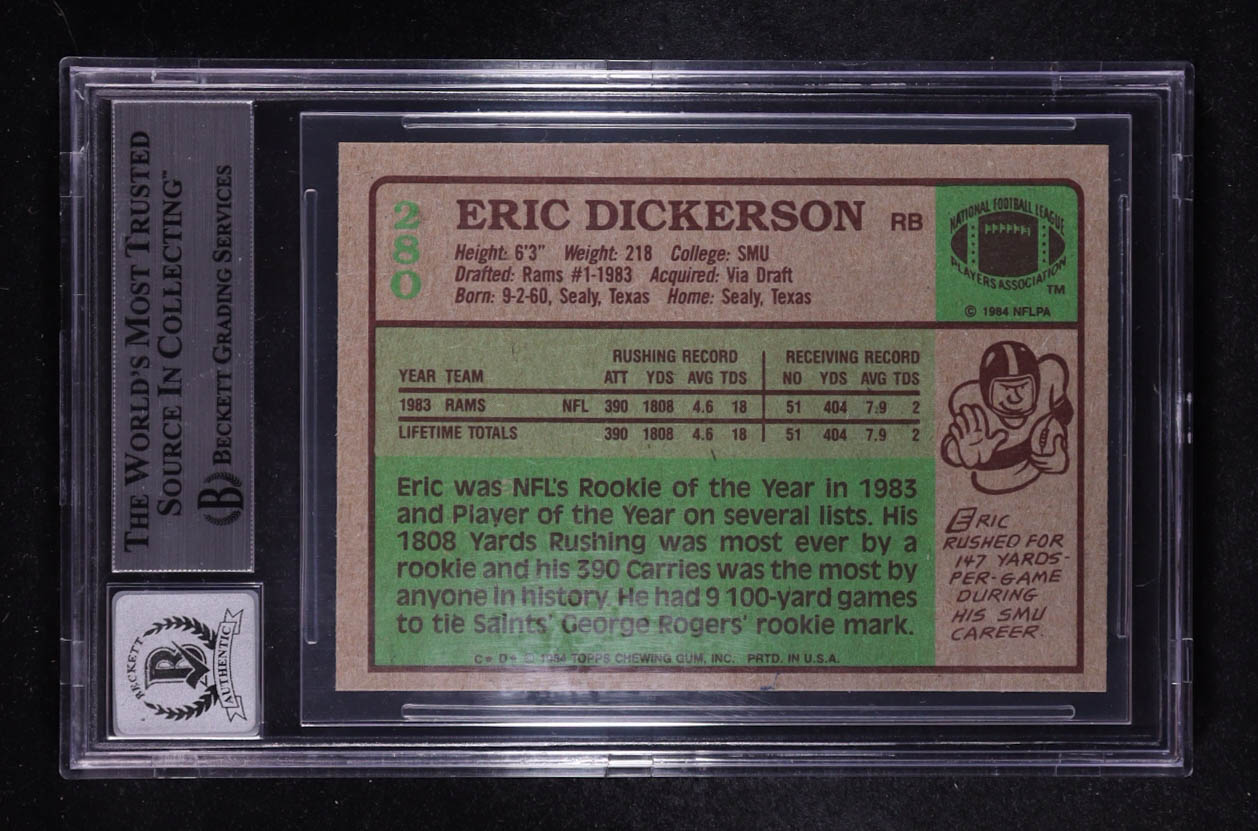 THE WORLD'S MOST TRUSTED
SOURCE IN COLLECTING™
BECKETT GRADING SERVICES
B
BECKETT
B
AUTHENTIC
280
ERIC DICKERSON RB
Height: 6'3" Weight: 218 College: SMU
Drafted: Rams #1-1983 Acquired: Via Draft
Born: 9-2-60, Sealy, Texas Home: Sealy, Texas
NATIONAL FOOTBALL LEAGUE
PLAYERS ASSOCIATION
TM
© 1984 NFLPA
RUSHING RECORD RECEIVING RECORD
YEAR TEAM ATT YDS AVG TDS NO YDS AVG TDS
1983 RAMS NFL 390 1808 4.6 18 51 404 7.9 2
LIFETIME TOTALS 390 1808 4.6 18 51 404 7.9 2
Eric was NFL's Rookie of the Year in 1983
and Player of the Year on several lists. His
1808 Yards Rushing was most ever by a
rookie and his 390 Carries was the most by
anyone in history. He had 9 100-yard games
to tie Saints' George Rogers' rookie mark.
C* D* © 1984 TOPPS CHEWING GUM, INC. PRTD. IN U.S.A.
ERIC
RUSHED FOR
147 YARDS-
PER-GAME
DURING
HIS SMU
CAREER.